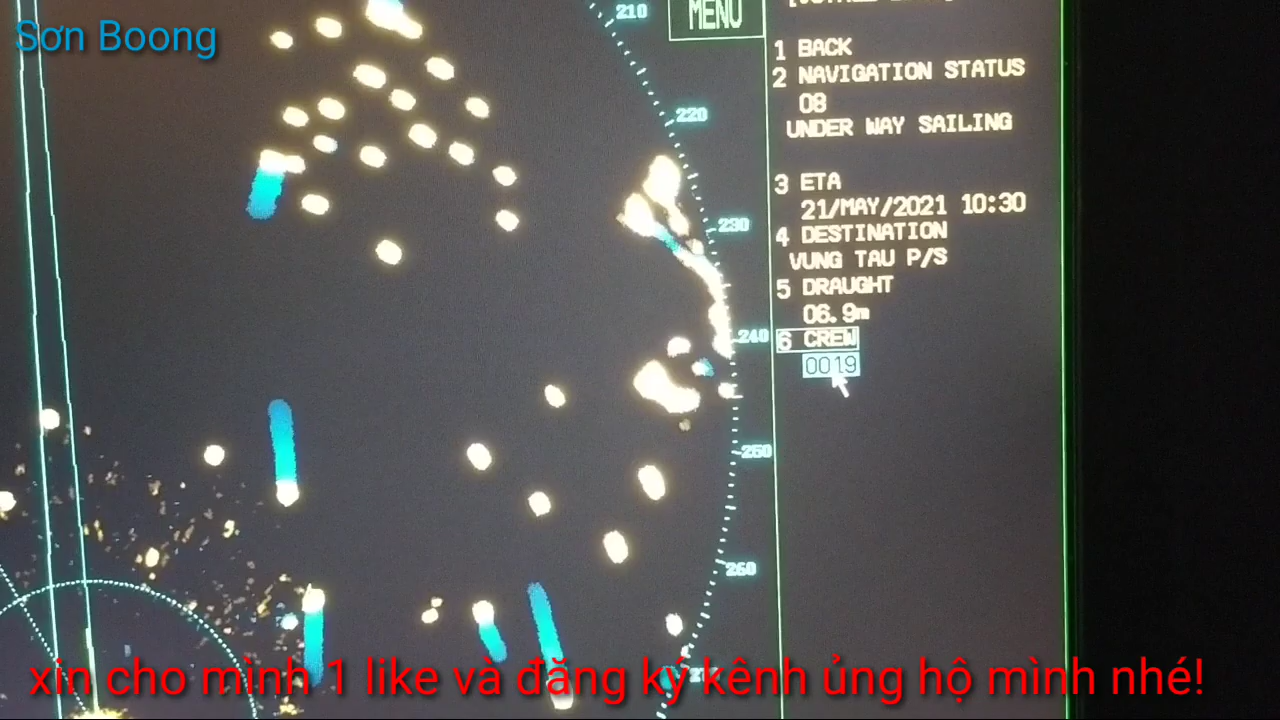 Sơn Boong
210
MENU
1 BACK
2 NAVIGATION STATUS
08
UNDER WAY SAILING
220
3 ETA
21/MAY/2021 10:30
230
4 DESTINATION
VUNG TAU P/S
5 DRAUGHT
06.9m
240
6 CREW
0019
250
260
xin cho mình 1 like và đăng ký kênh ủng hộ mình nhé!